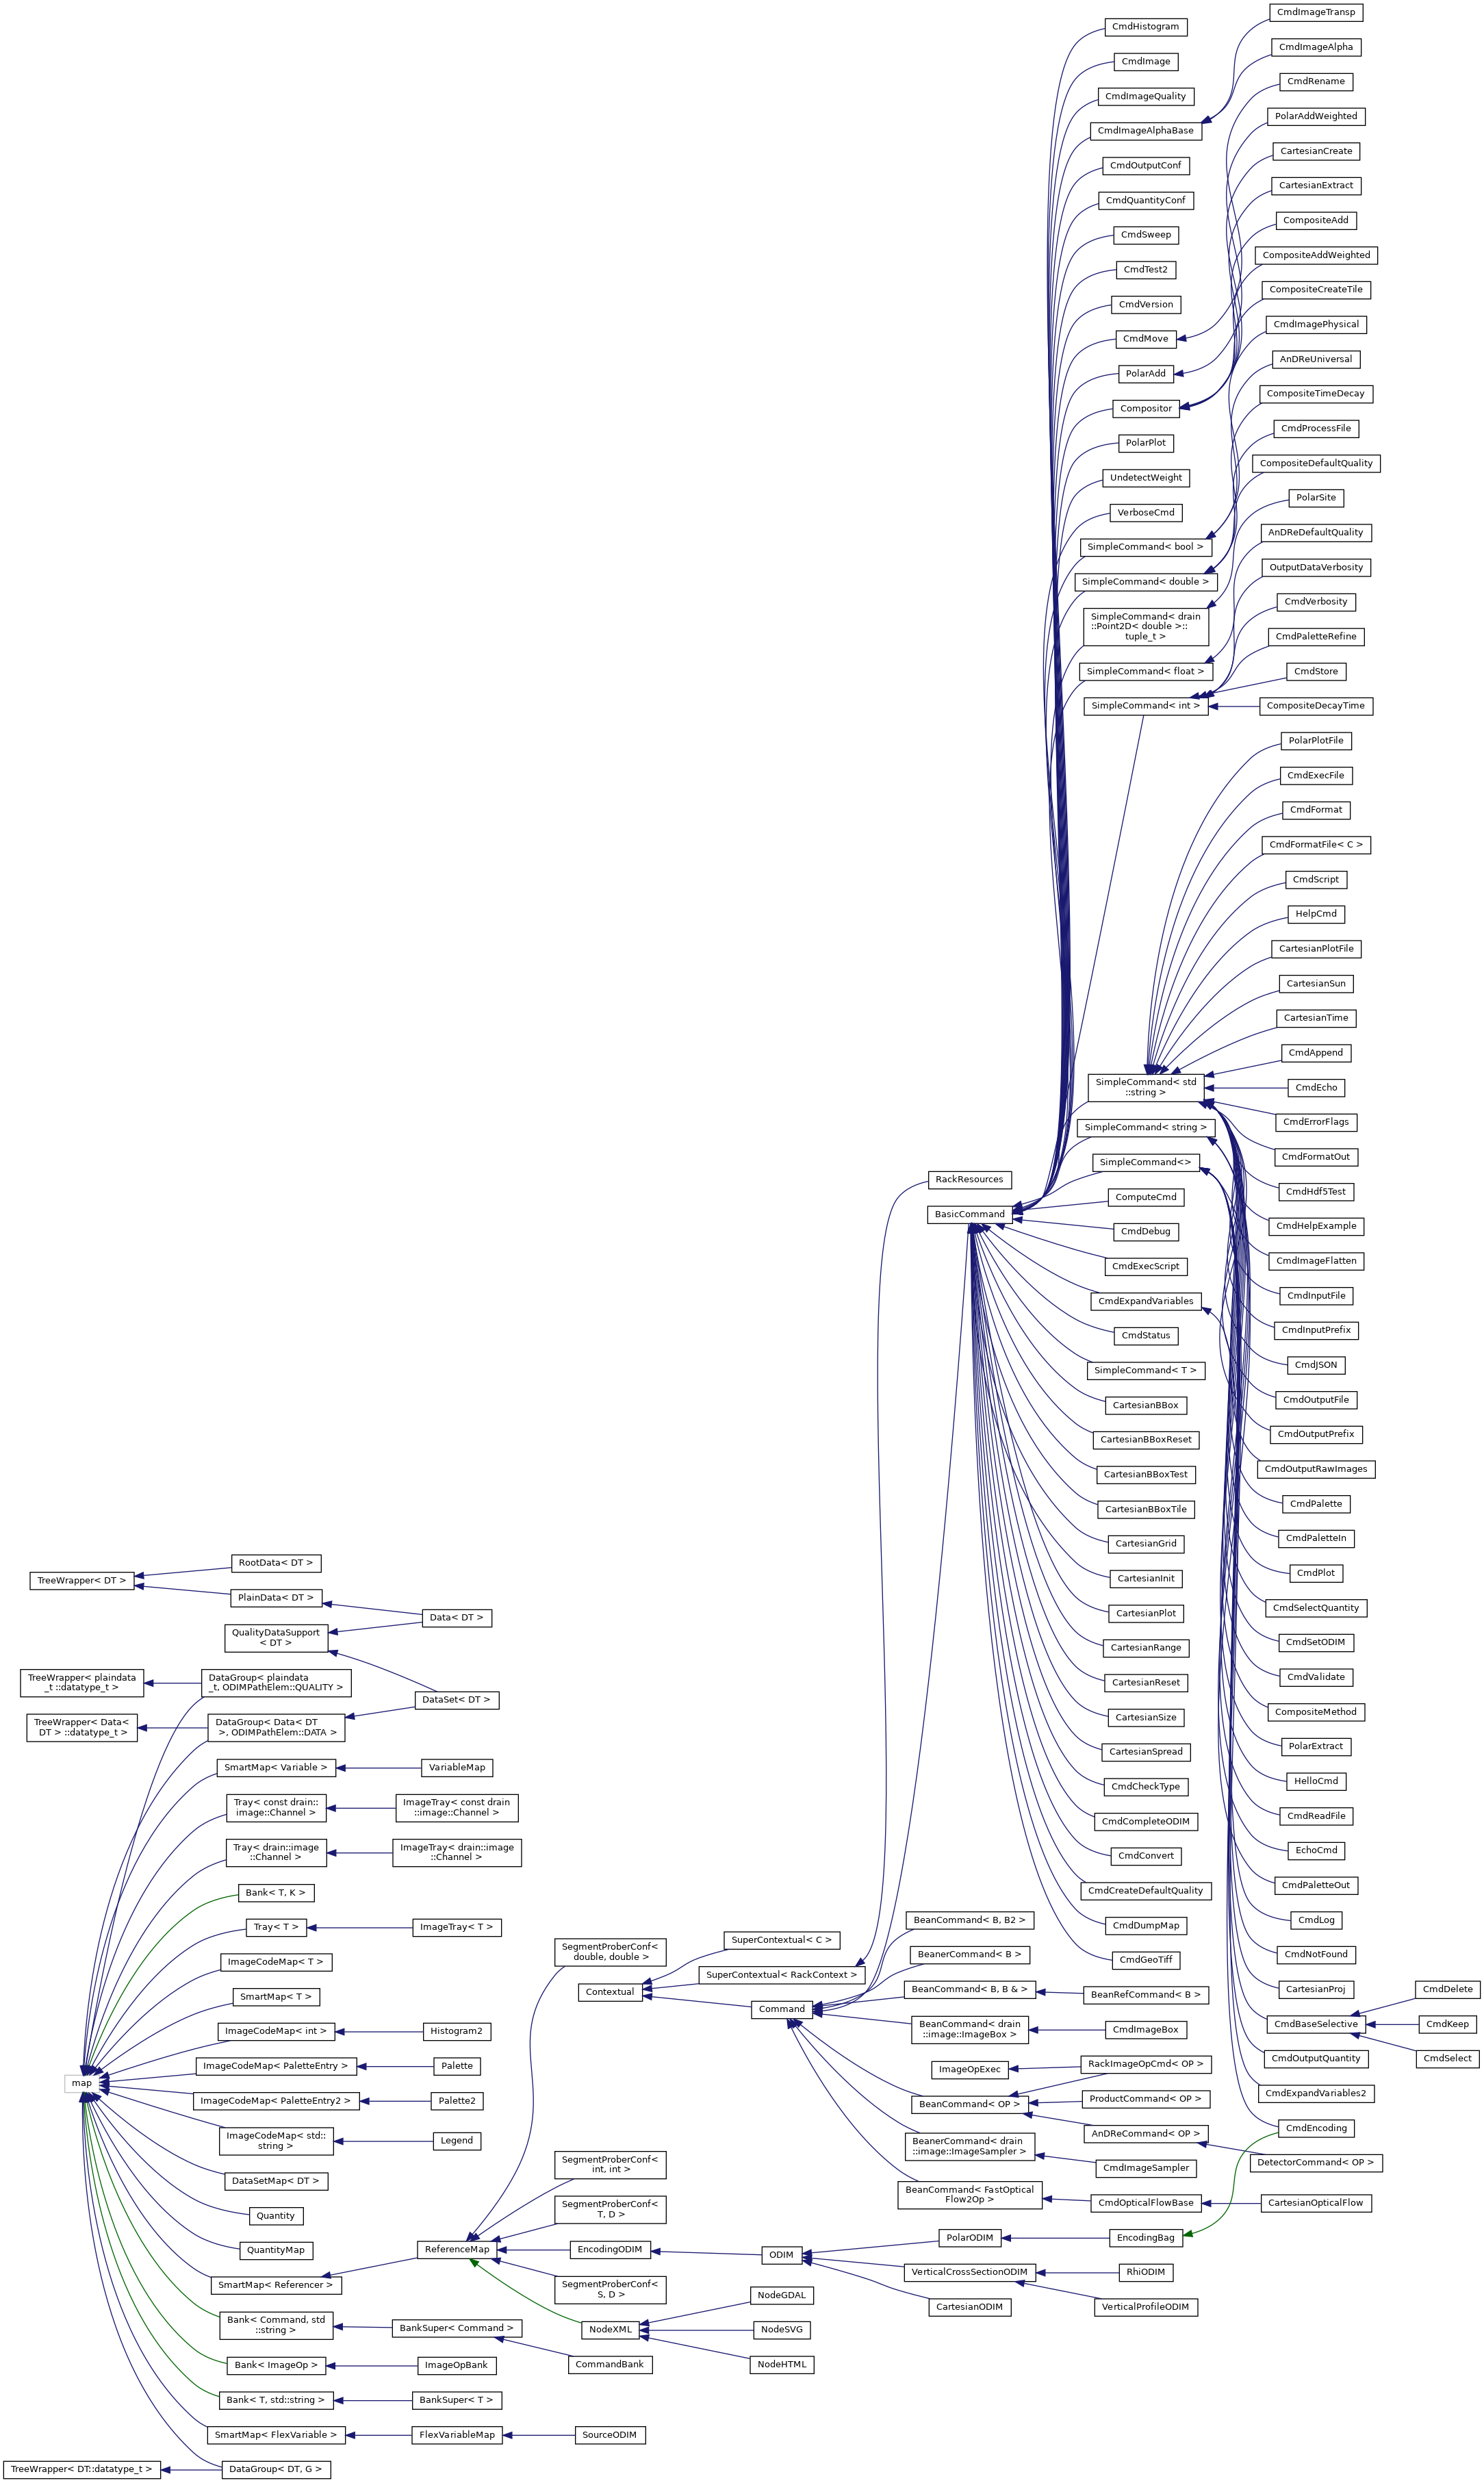 CmdImageTransp
CmdHistogram
CmdImageAlpha
CmdImage
CmdRename
CmdImageQuality
PolarAddWeighted
CmdImageAlphaBase
CartesianCreate
CmdOutputConf
CartesianExtract
CmdQuantityConf
CompositeAdd
CmdSweep
CompositeAddWeighted
CmdTest2
CompositeCreateTile
CmdVersion
CmdImagePhysical
CmdMove
AnDReUniversal
PolarAdd
CompositeTimeDecay
Compositor
CmdProcessFile
PolarPlot
CompositeDefaultQuality
UndetectWeight
PolarSite
VerboseCmd
AnDReDefaultQuality
SimpleCommand< bool >
OutputDataVerbosity
SimpleCommand< double >
CmdVerbosity
SimpleCommand< drain
::Point2D< double >::
tuple_t >
CmdPaletteRefine
SimpleCommand< float >
CmdStore
SimpleCommand< int >
CompositeDecayTime
PolarPlotFile
CmdExecFile
CmdFormat
CmdFormatFile< C >
CmdScript
HelpCmd
CartesianPlotFile
CartesianSun
CartesianTime
CmdAppend
SimpleCommand< std
::string >
CmdEcho
CmdErrorFlags
SimpleCommand< string >
CmdFormatOut
SimpleCommand<>
RackResources
CmdHdf5Test
ComputeCmd
BasicCommand
CmdHelpExample
CmdDebug
CmdImageFlatten
CmdExecScript
CmdInputFile
CmdExpandVariables
CmdInputPrefix
CmdStatus
CmdJSON
SimpleCommand< T >
CmdOutputFile
CartesianBBox
CmdOutputPrefix
CartesianBBoxReset
CmdOutputRawImages
CartesianBBoxTest
CmdPalette
CartesianBBoxTile
CmdPaletteIn
CartesianGrid
RootData< DT >
CmdPlot
TreeWrapper< DT >
CartesianInit
PlainData< DT >
CmdSelectQuantity
Data< DT >
CartesianPlot
QualityDataSupport
< DT >
CmdSetODIM
CartesianRange
TreeWrapper< plaindata
_t ::datatype_t >
DataGroup< plaindata
_t, ODIMPathElem::QUALITY >
CmdValidate
CartesianReset
DataSet< DT >
CompositeMethod
CartesianSize
TreeWrapper< Data<
DT > ::datatype_t >
DataGroup< Data< DT
>, ODIMPathElem::DATA >
PolarExtract
CartesianSpread
SmartMap< Variable >
VariableMap
HelloCmd
CmdCheckType
Tray< const drain::
image::Channel >
ImageTray< const drain
::image::Channel >
CmdReadFile
CmdCompleteODIM
Tray< drain::image
::Channel >
ImageTray< drain::image
::Channel >
EchoCmd
CmdConvert
Bank< T, K >
CmdPaletteOut
CmdCreateDefaultQuality
Tray< T >
ImageTray< T >
BeanCommand< B, B2 >
CmdLog
CmdDumpMap
SuperContextual< C >
SegmentProberConf<
double, double >
BeanerCommand< B >
CmdNotFound
CmdGeoTiff
ImageCodeMap< T >
SuperContextual< RackContext >
Contextual
CartesianProj
BeanCommand< B, B & >
BeanRefCommand< B >
CmdDelete
SmartMap< T >
Command
CmdBaseSelective
CmdKeep
BeanCommand< drain
::image::ImageBox >
CmdImageBox
ImageCodeMap< int >
Histogram2
CmdOutputQuantity
CmdSelect
ImageOpExec
RackImageOpCmd< OP >
ImageCodeMap< PaletteEntry >
Palette
CmdExpandVariables2
map
BeanCommand< OP >
ProductCommand< OP >
ImageCodeMap< PaletteEntry2 >
Palette2
CmdEncoding
AnDReCommand< OP >
ImageCodeMap< std::
string >
Legend
BeanerCommand< drain
::image::ImageSampler >
DetectorCommand< OP >
CmdImageSampler
SegmentProberConf<
int, int >
DataSetMap< DT >
BeanCommand< FastOptical
Flow2Op >
CmdOpticalFlowBase
CartesianOpticalFlow
SegmentProberConf<
T, D >
Quantity
PolarODIM
EncodingBag
QuantityMap
ReferenceMap
EncodingODIM
ODIM
VerticalCrossSectionODIM
RhiODIM
SmartMap< Referencer >
SegmentProberConf<
S, D >
NodeGDAL
CartesianODIM
VerticalProfileODIM
Bank< Command, std
::string >
BankSuper< Command >
NodeXML
NodeSVG
Bank< ImageOp >
ImageOpBank
CommandBank
NodeHTML
Bank< T, std::string >
BankSuper< T >
SmartMap< FlexVariable >
FlexVariableMap
SourceODIM
TreeWrapper< DT::datatype_t >
DataGroup< DT, G >